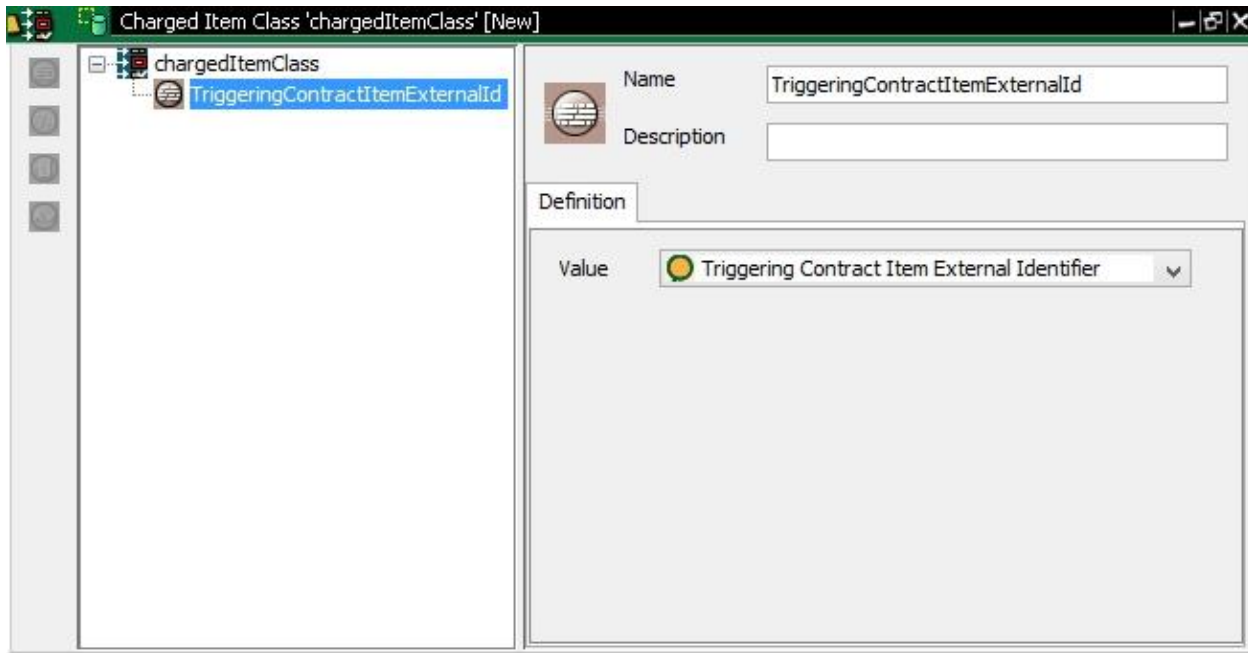 Charged Item Class 'chargedItemClass' [New]
chargedItemClass
TriggeringContractItemExternalId
Name
TriggeringContractItemExternalId
Description
Definition
Value
Triggering Contract Item External Identifier